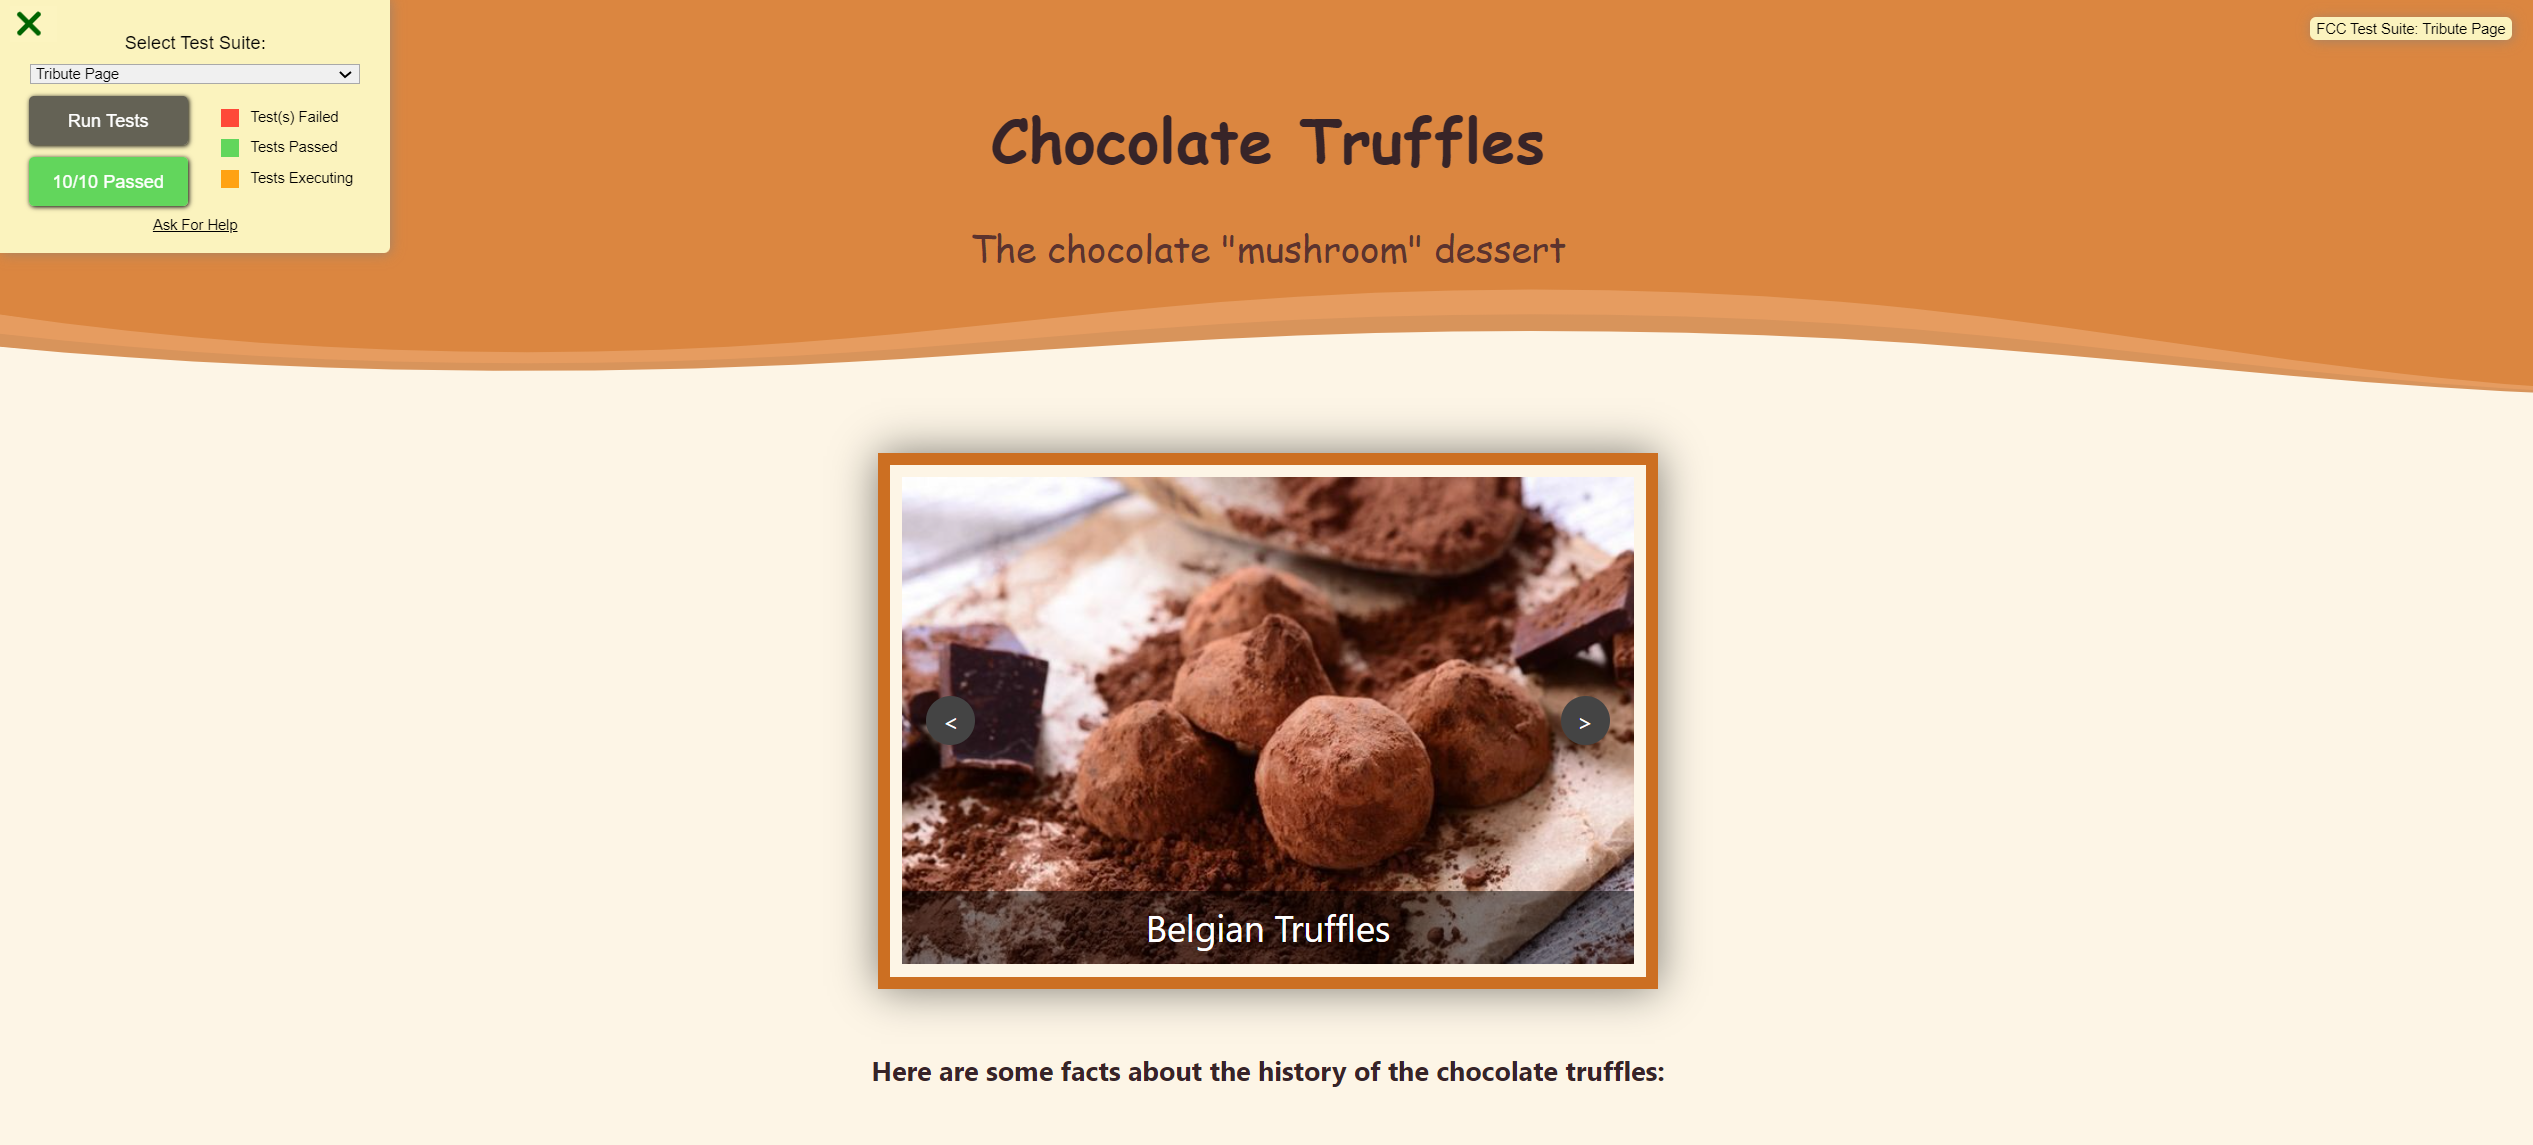 Select Test Suite:
Tribute Page
Run Tests
10/10 Passed
Test(s) Failed
Tests Passed
Tests Executing
Ask For Help
FCC Test Suite: Tribute Page
Chocolate Truffles
The chocolate "mushroom" dessert
<
>
Belgian Truffles
Here are some facts about the history of the chocolate truffles: